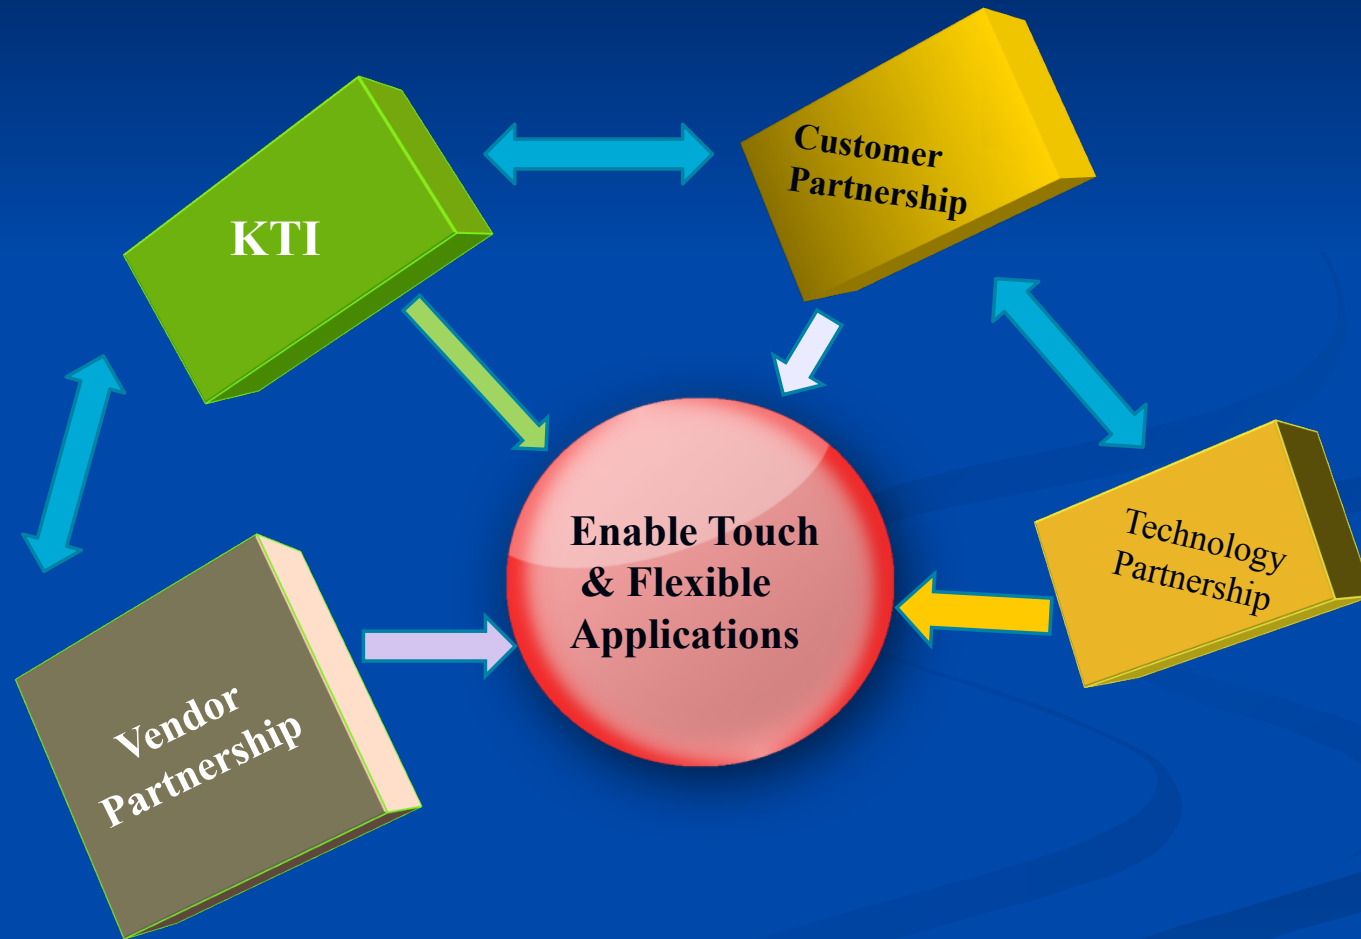 KTI
Customer
Partnership
Enable Touch
& Flexible
Applications
Technology
Partnership
Vendor
Partnership